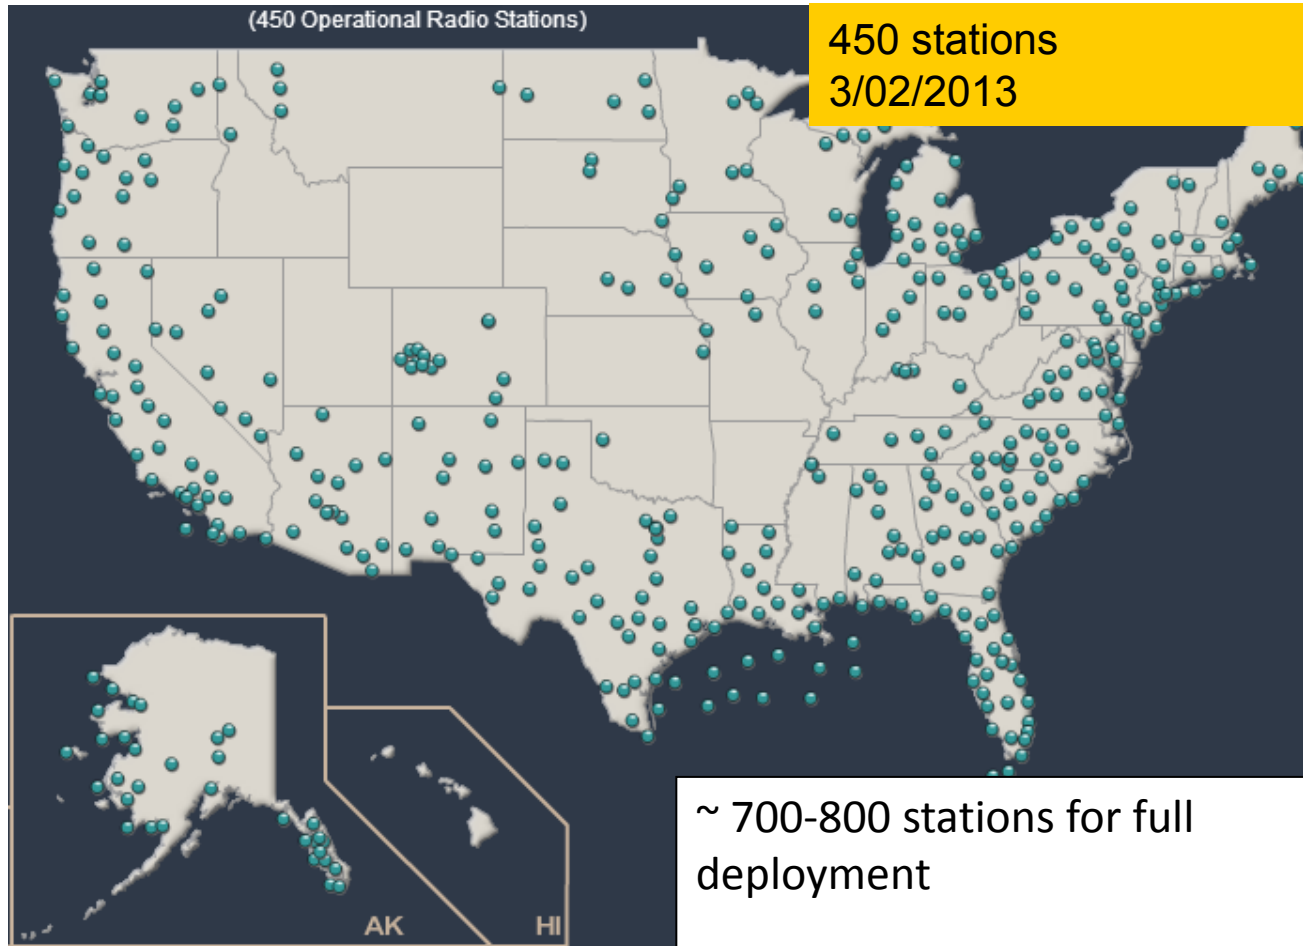 (450 Operational Radio Stations)
450 stations
3/02/2013
AK
HI
~ 700-800 stations for full
deployment